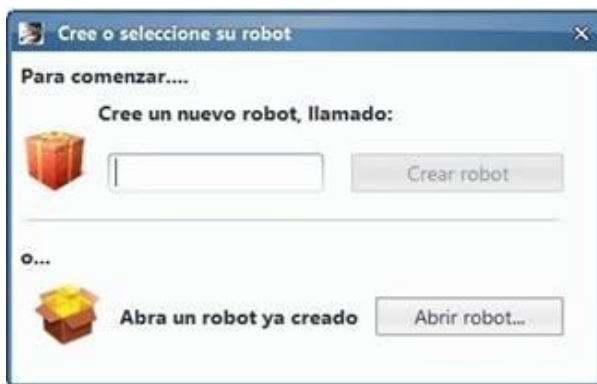 Cree o seleccione su robot
Para comenzar....
Cree un nuevo robot, llamado:
Crear robot
o...
Abra un robot ya creado
Abrir robot...